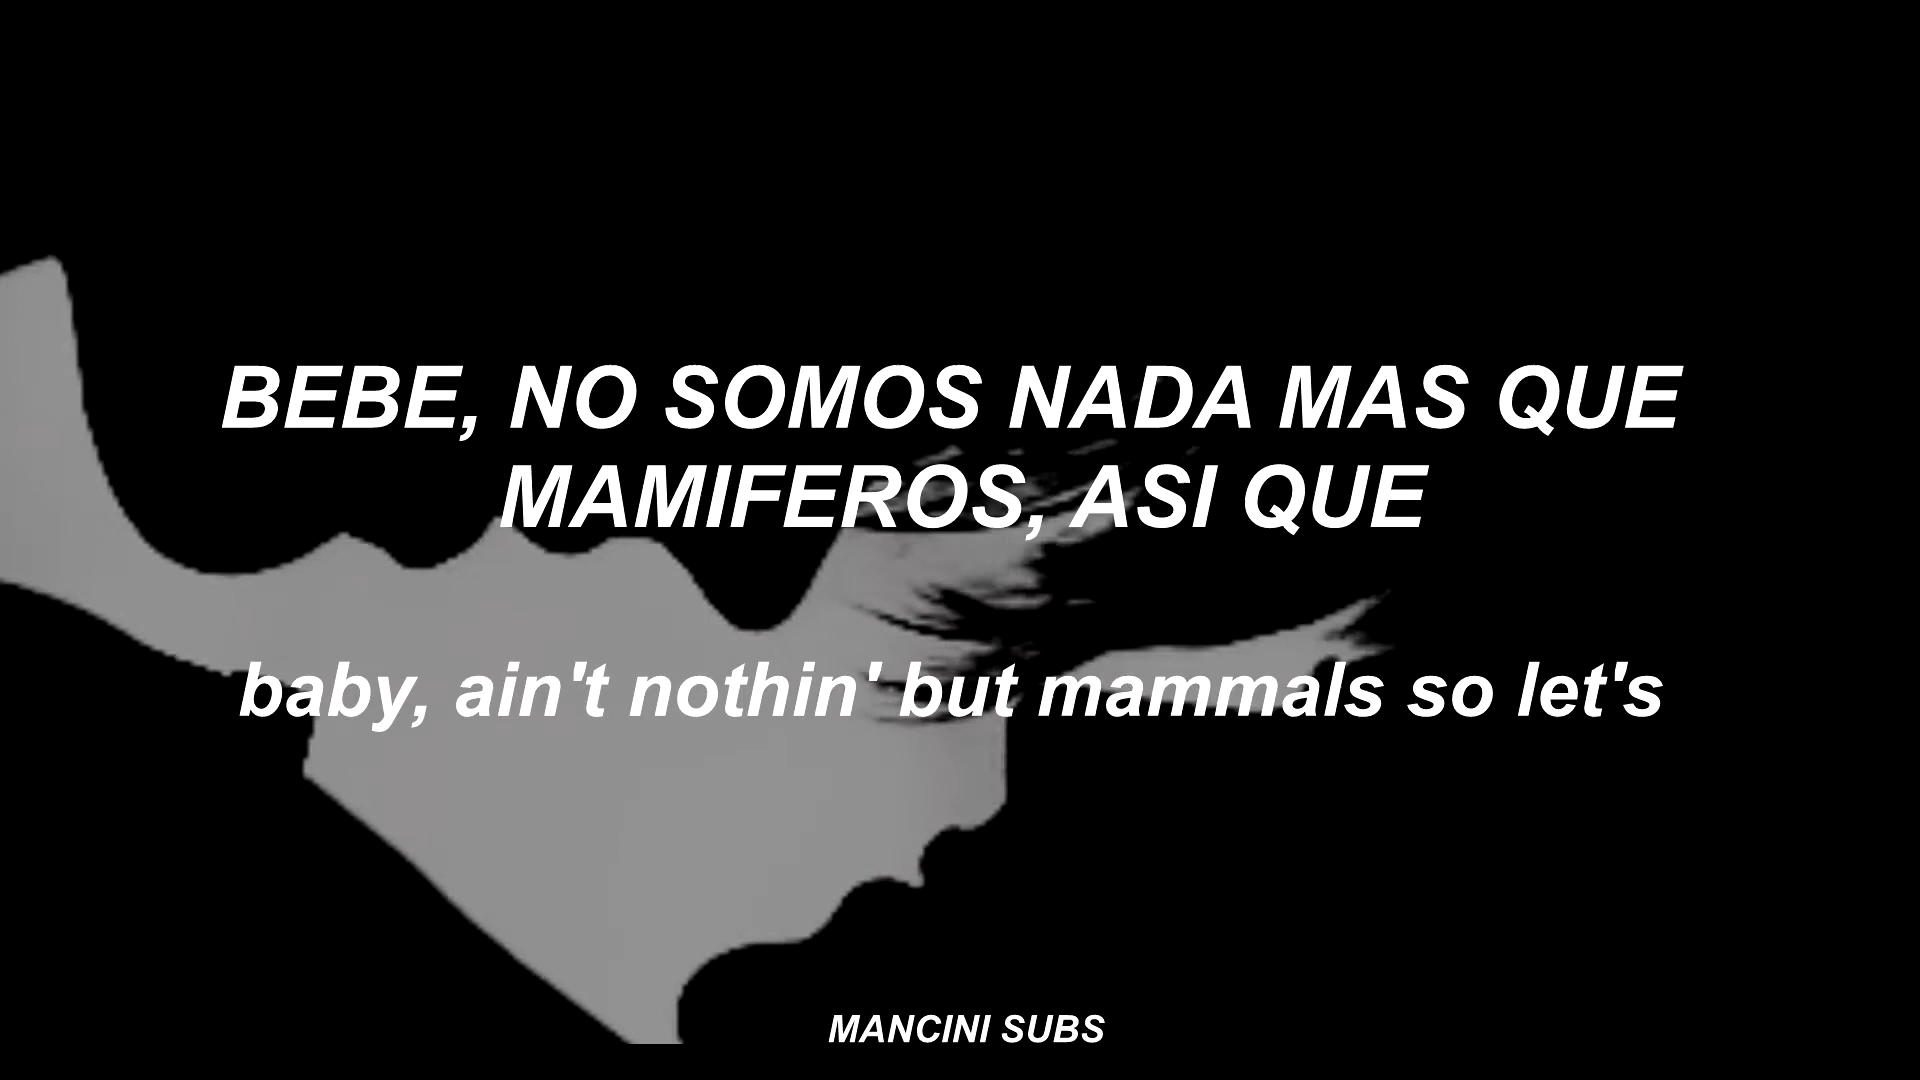 BEBE, NO SOMOS NADA MAS QUE
MAMIFEROS, ASI QUE
baby, ain't nothin' but mammals so let's
MANCINI SUBS